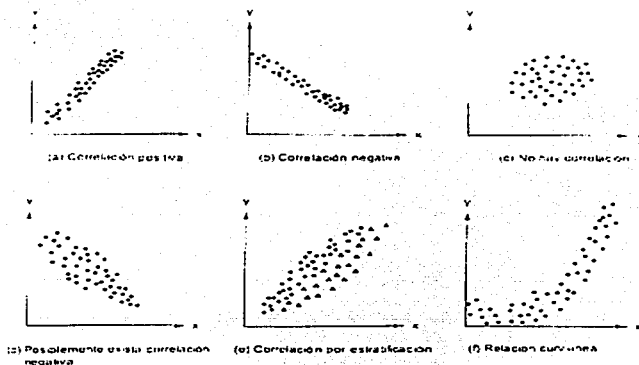 Y
Y
Y
x
x
(a) Correlación positiva
(b) Correlación negativa
(c) No hay correlación
Y
Y
Y
x
x
(d) Posiblemente exista correlación
negativa
(e) Correlación por estratificación
(f) Relación curvilínea